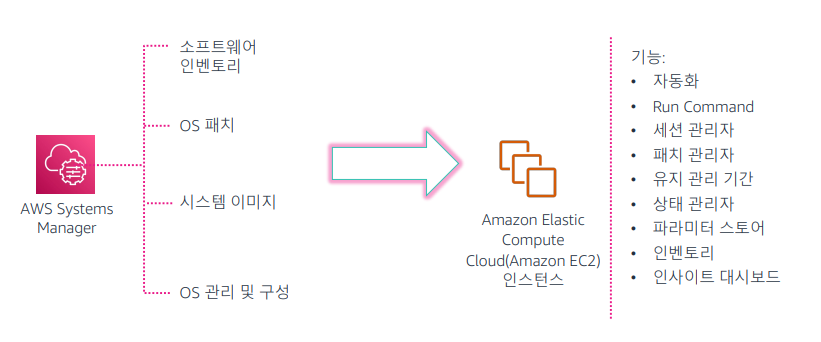 소프트웨어
인벤토리
OS 패치
시스템 이미지
OS 관리 및 구성
AWS Systems
Manager
Amazon Elastic
Compute
Cloud(Amazon EC2)
인스턴스
기능:
• 자동화
• Run Command
• 세션 관리자
• 패치 관리자
• 유지 관리 기간
• 상태 관리자
• 파라미터 스토어
• 인벤토리
• 인사이트 대시보드